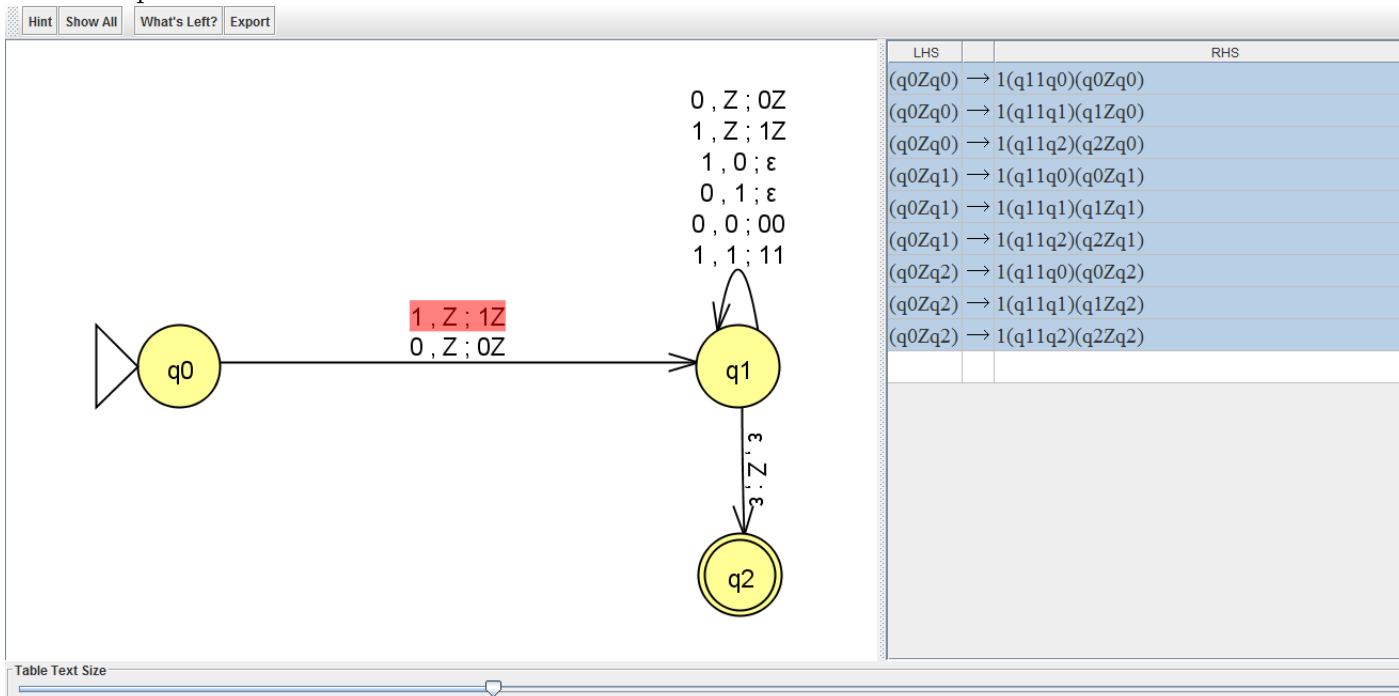 Hint Show All What's Left? Export
0 , Z ; 0Z
1 , Z ; 1Z
1 , 0 ; ε
0 , 1 ; ε
0 , 0 ; 00
1 , 1 ; 11
1 , Z ; 1Z
0 , Z ; 0Z
q0
q1
ε , Z ; ε
q2
LHS RHS
(q0Zq0) → 1(q11q0)(q0Zq0)
(q0Zq0) → 1(q11q1)(q1Zq0)
(q0Zq0) → 1(q11q2)(q2Zq0)
(q0Zq1) → 1(q11q0)(q0Zq1)
(q0Zq1) → 1(q11q1)(q1Zq1)
(q0Zq1) → 1(q11q2)(q2Zq1)
(q0Zq2) → 1(q11q0)(q0Zq2)
(q0Zq2) → 1(q11q1)(q1Zq2)
(q0Zq2) → 1(q11q2)(q2Zq2)
Table Text Size